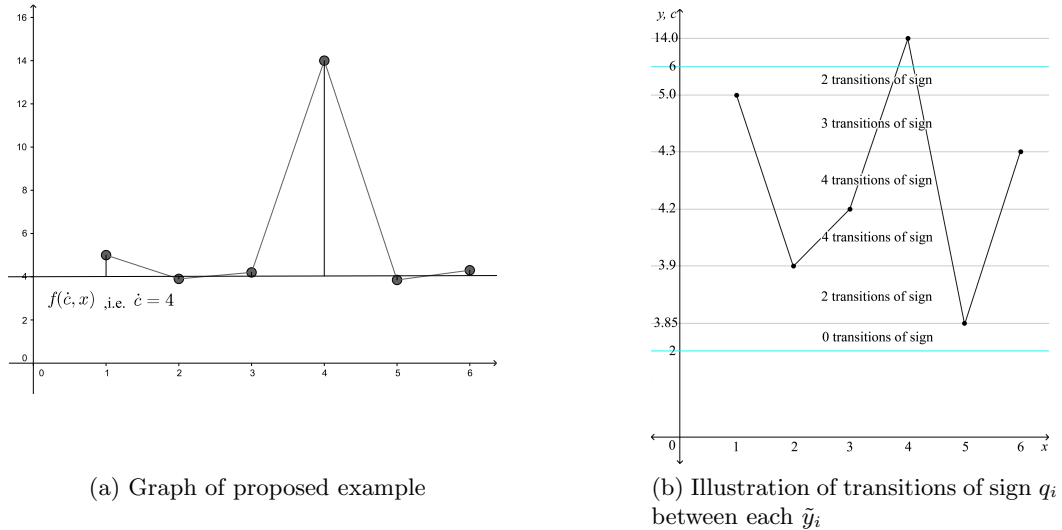 16
14
12
10
8
6
4
2
0
0 1 2 3 4 5 6
f(ċ, x) ,i.e. ċ = 4
(a) Graph of proposed example
y, c
14.0
6
2 transitions of sign
5.0
3 transitions of sign
4.3
4 transitions of sign
4.2
4 transitions of sign
3.9
2 transitions of sign
3.85
0 transitions of sign
2
0 1 2 3 4 5 6 x
(b) Illustration of transitions of sign qᵢ
between each ỹᵢ